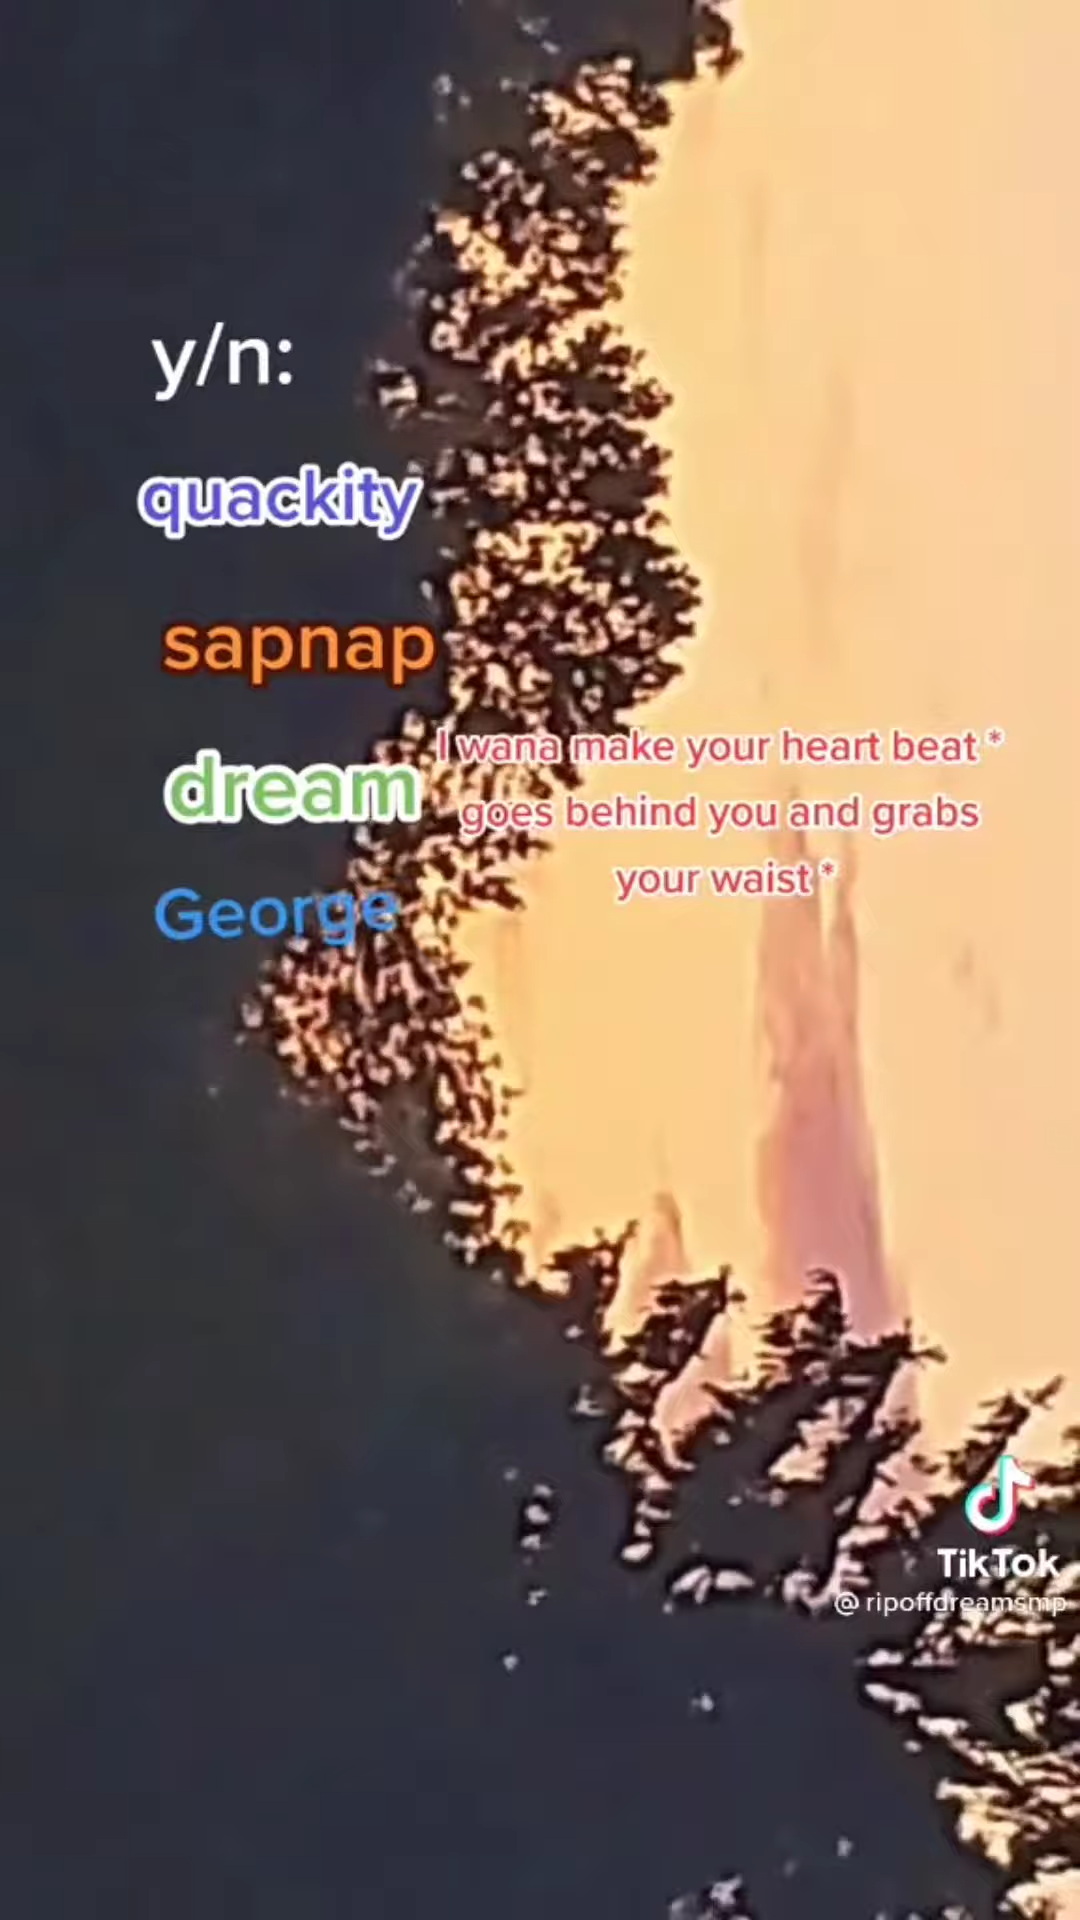 y/n:
quackity
sapnap
dream
I wana make your heart beat *
goes behind you and grabs
your waist *
George
TikTok
@ ripoffdreamsmp